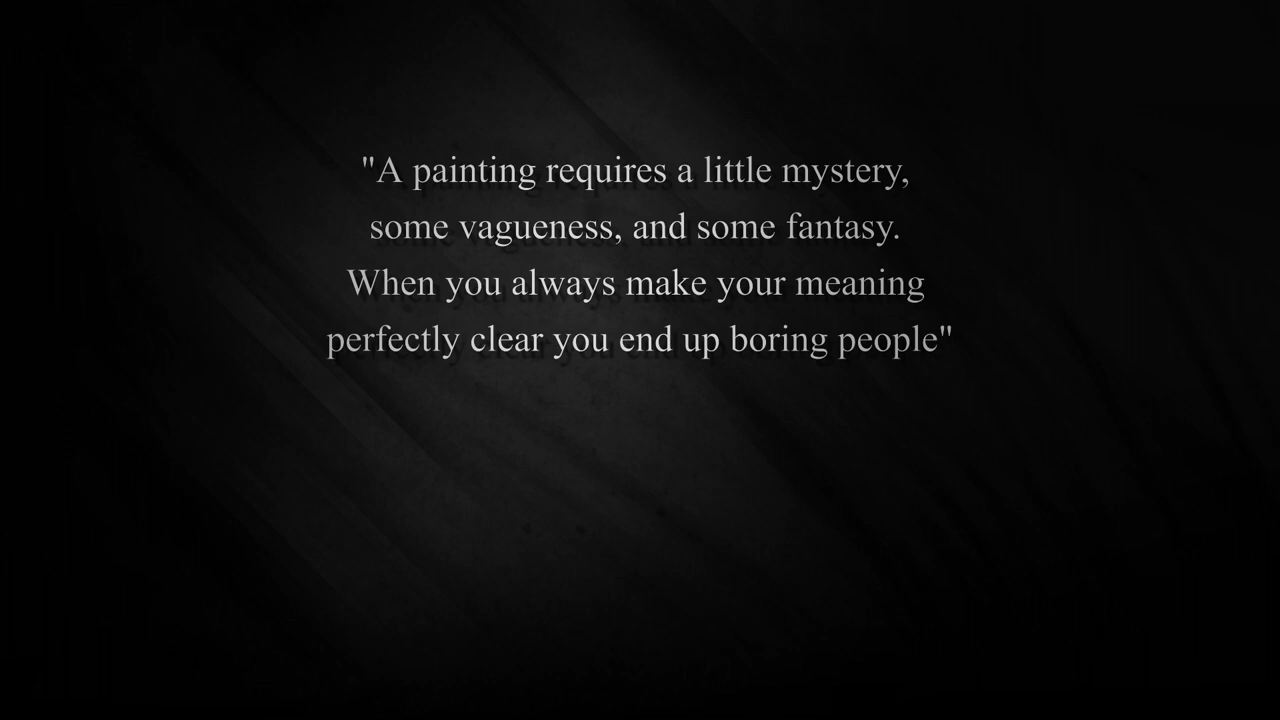 "A painting requires a little mystery,
some vagueness, and some fantasy.
When you always make your meaning
perfectly clear you end up boring people"